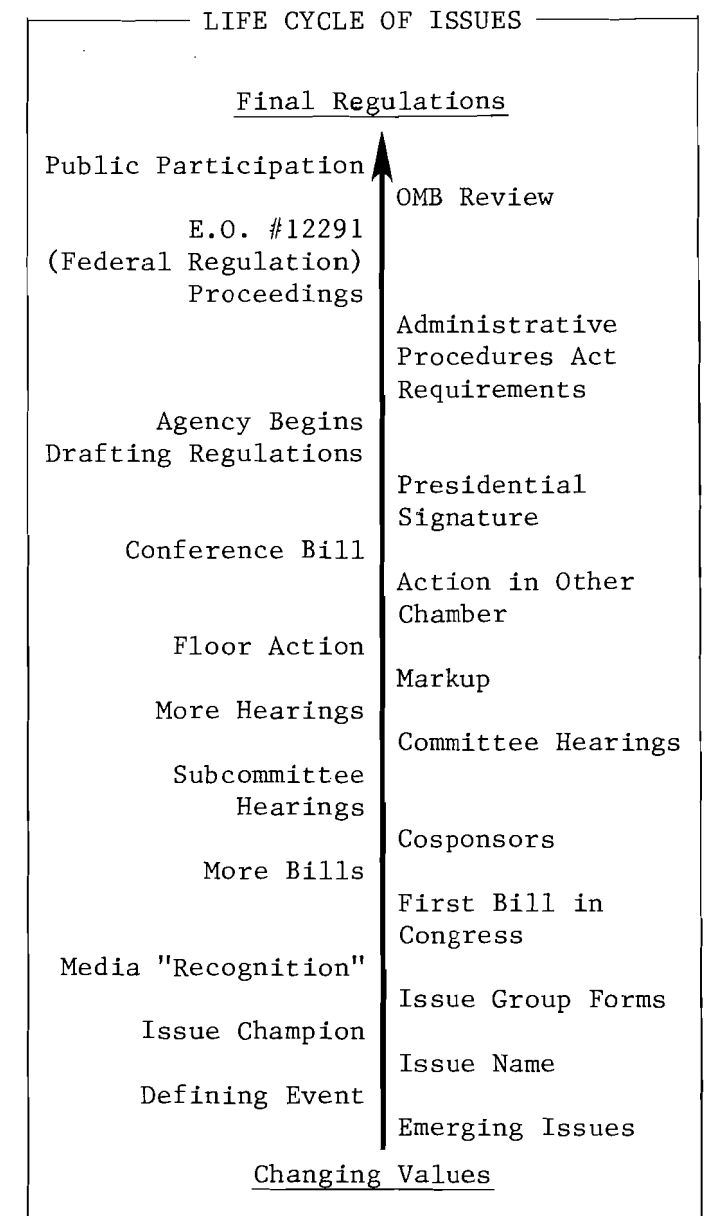 LIFE CYCLE OF ISSUES
Final Regulations
Public Participation
OMB Review
E.O. #12291
(Federal Regulation)
Proceedings
Administrative
Procedures Act
Requirements
Agency Begins
Drafting Regulations
Presidential
Signature
Conference Bill
Action in Other
Chamber
Floor Action
Markup
More Hearings
Committee Hearings
Subcommittee
Hearings
Cosponsors
More Bills
First Bill in
Congress
Media "Recognition"
Issue Group Forms
Issue Champion
Issue Name
Defining Event
Emerging Issues
Changing Values